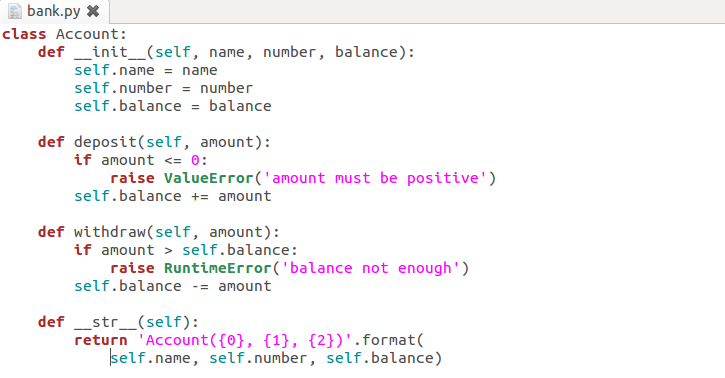 bank.py ✖
class Account:
    def __init__(self, name, number, balance):
        self.name = name
        self.number = number
        self.balance = balance

    def deposit(self, amount):
        if amount <= 0:
            raise ValueError('amount must be positive')
        self.balance += amount

    def withdraw(self, amount):
        if amount > self.balance:
            raise RuntimeError('balance not enough')
        self.balance -= amount

    def __str__(self):
        return 'Account({0}, {1}, {2})'.format(
            self.name, self.number, self.balance)